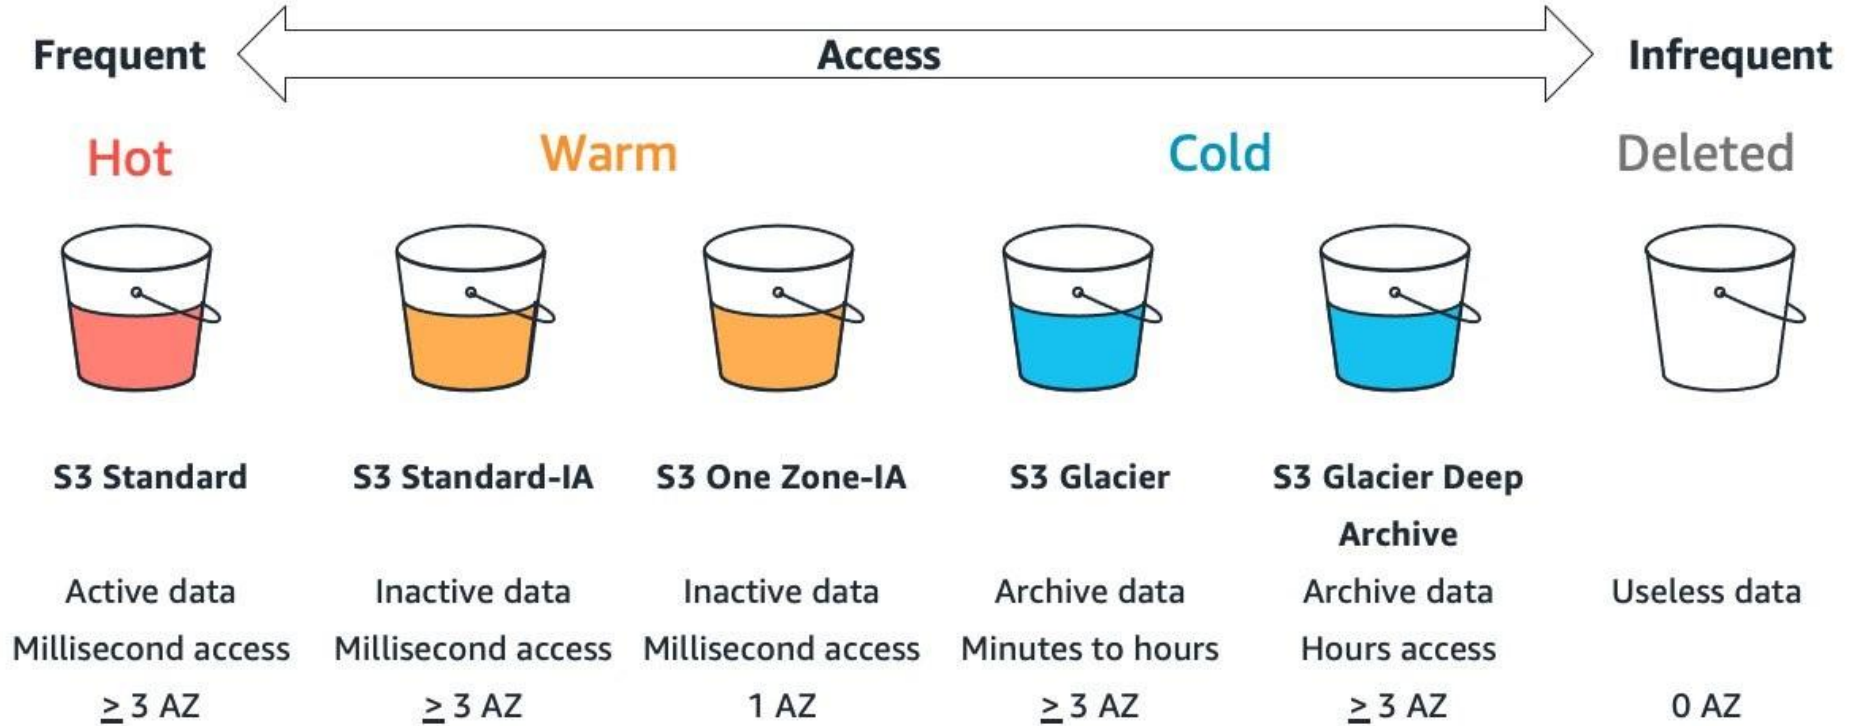 Frequent Access Infrequent
Hot Warm Cold Deleted
S3 Standard S3 Standard-IA S3 One Zone-IA S3 Glacier S3 Glacier Deep
Archive
Active data Inactive data Inactive data Archive data Archive data Useless data
Millisecond access Millisecond access Millisecond access Minutes to hours Hours access
≥ 3 AZ ≥ 3 AZ 1 AZ ≥ 3 AZ ≥ 3 AZ 0 AZ